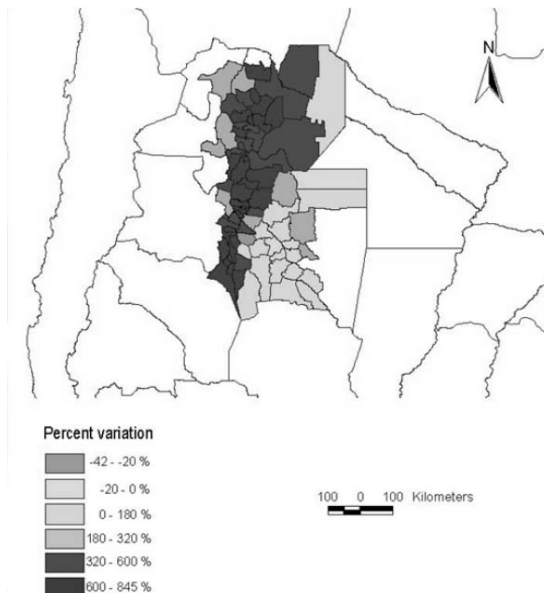 N
Percent variation
-42 - -20 %
-20 - 0 %
0 - 180 %
180 - 320 %
320 - 600 %
600 - 845 %
100 0 100 Kilometers